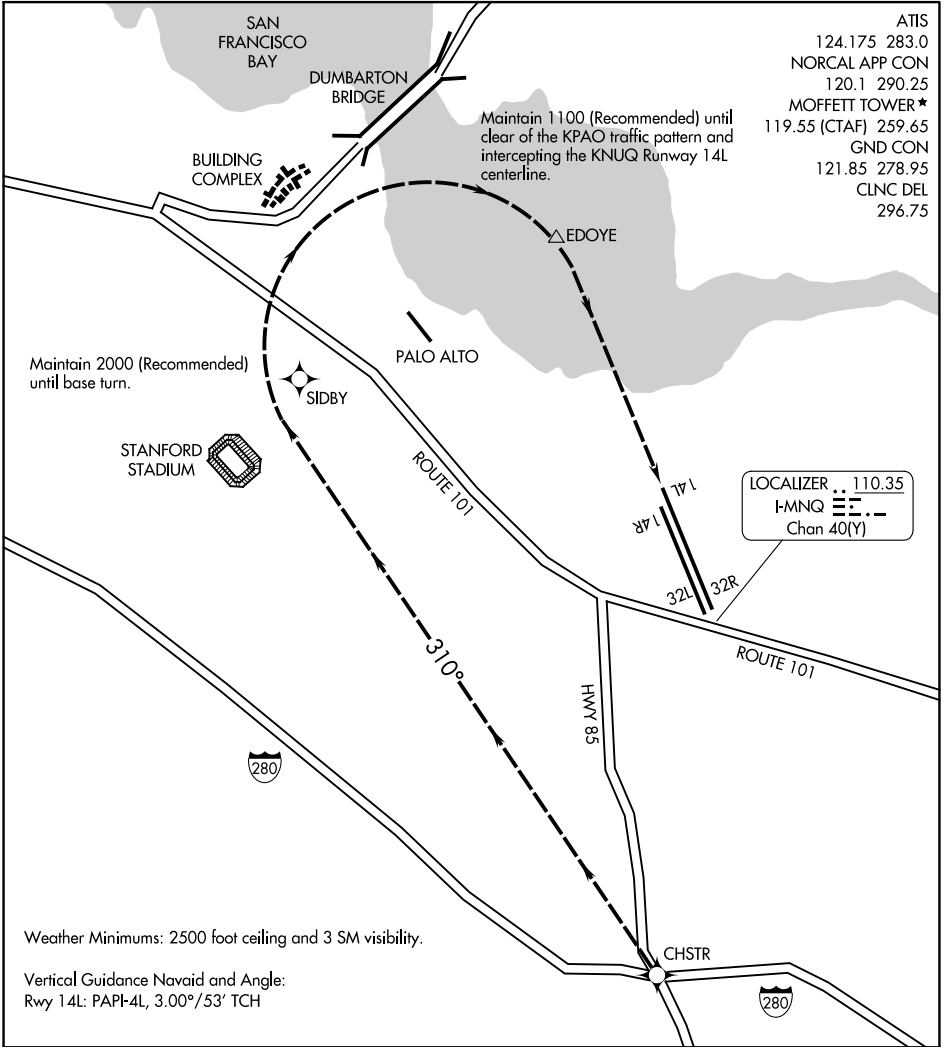 SAN
FRANCISCO
BAY
ATIS
124.175 283.0
NORCAL APP CON
120.1 290.25
MOFFETT TOWER★
119.55 (CTAF) 259.65
GND CON
121.85 278.95
CLNC DEL
296.75
DUMBARTON
BRIDGE
Maintain 1100 (Recommended) until
clear of the KPAO traffic pattern and
intercepting the KNUQ Runway 14L
centerline.
BUILDING
COMPLEX
EDOYE
PALO ALTO
Maintain 2000 (Recommended)
until base turn.
SIDBY
STANFORD
STADIUM
ROUTE 101
14L
14R
LOCALIZER . . 110.35
I-MNQ
Chan 40(Y)
32L
32R
ROUTE 101
310°
HWY 85
280
Weather Minimums: 2500 foot ceiling and 3 SM visibility.
Vertical Guidance Navaid and Angle:
Rwy 14L: PAPI-4L, 3.00°/53' TCH
CHSTR
280